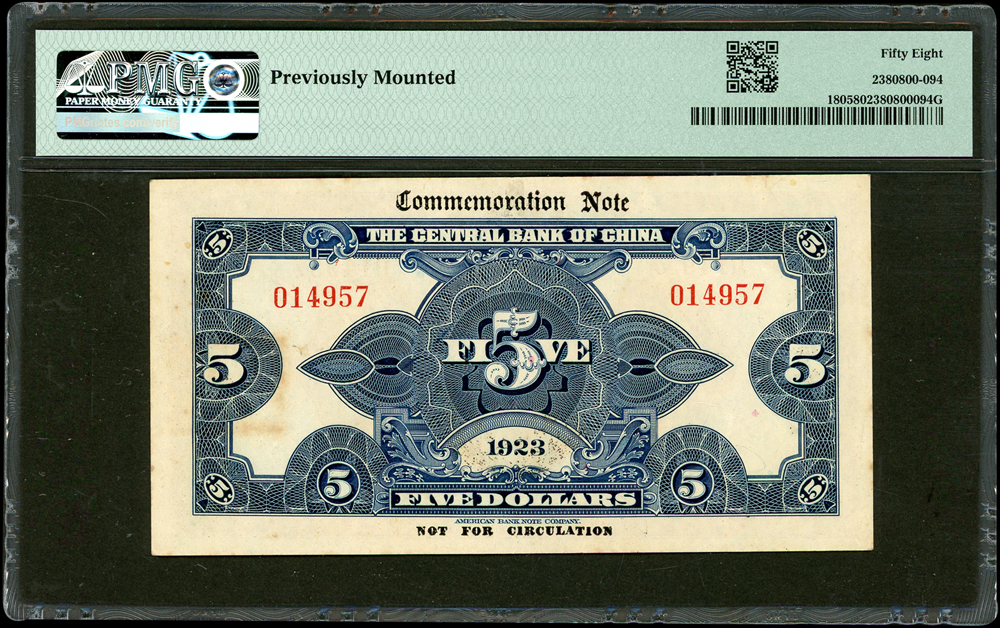 PMG
PAPER MONEY GUARANTY
Previously Mounted
Fifty Eight
2380800-094
1805802380800094G
Commemoration Note
THE CENTRAL BANK OF CHINA
5 5
014957 014957
5 FI5VE 5
1923
5 5
5 FIVE DOLLARS 5
AMERICAN BANK NOTE COMPANY.
NOT FOR CIRCULATION